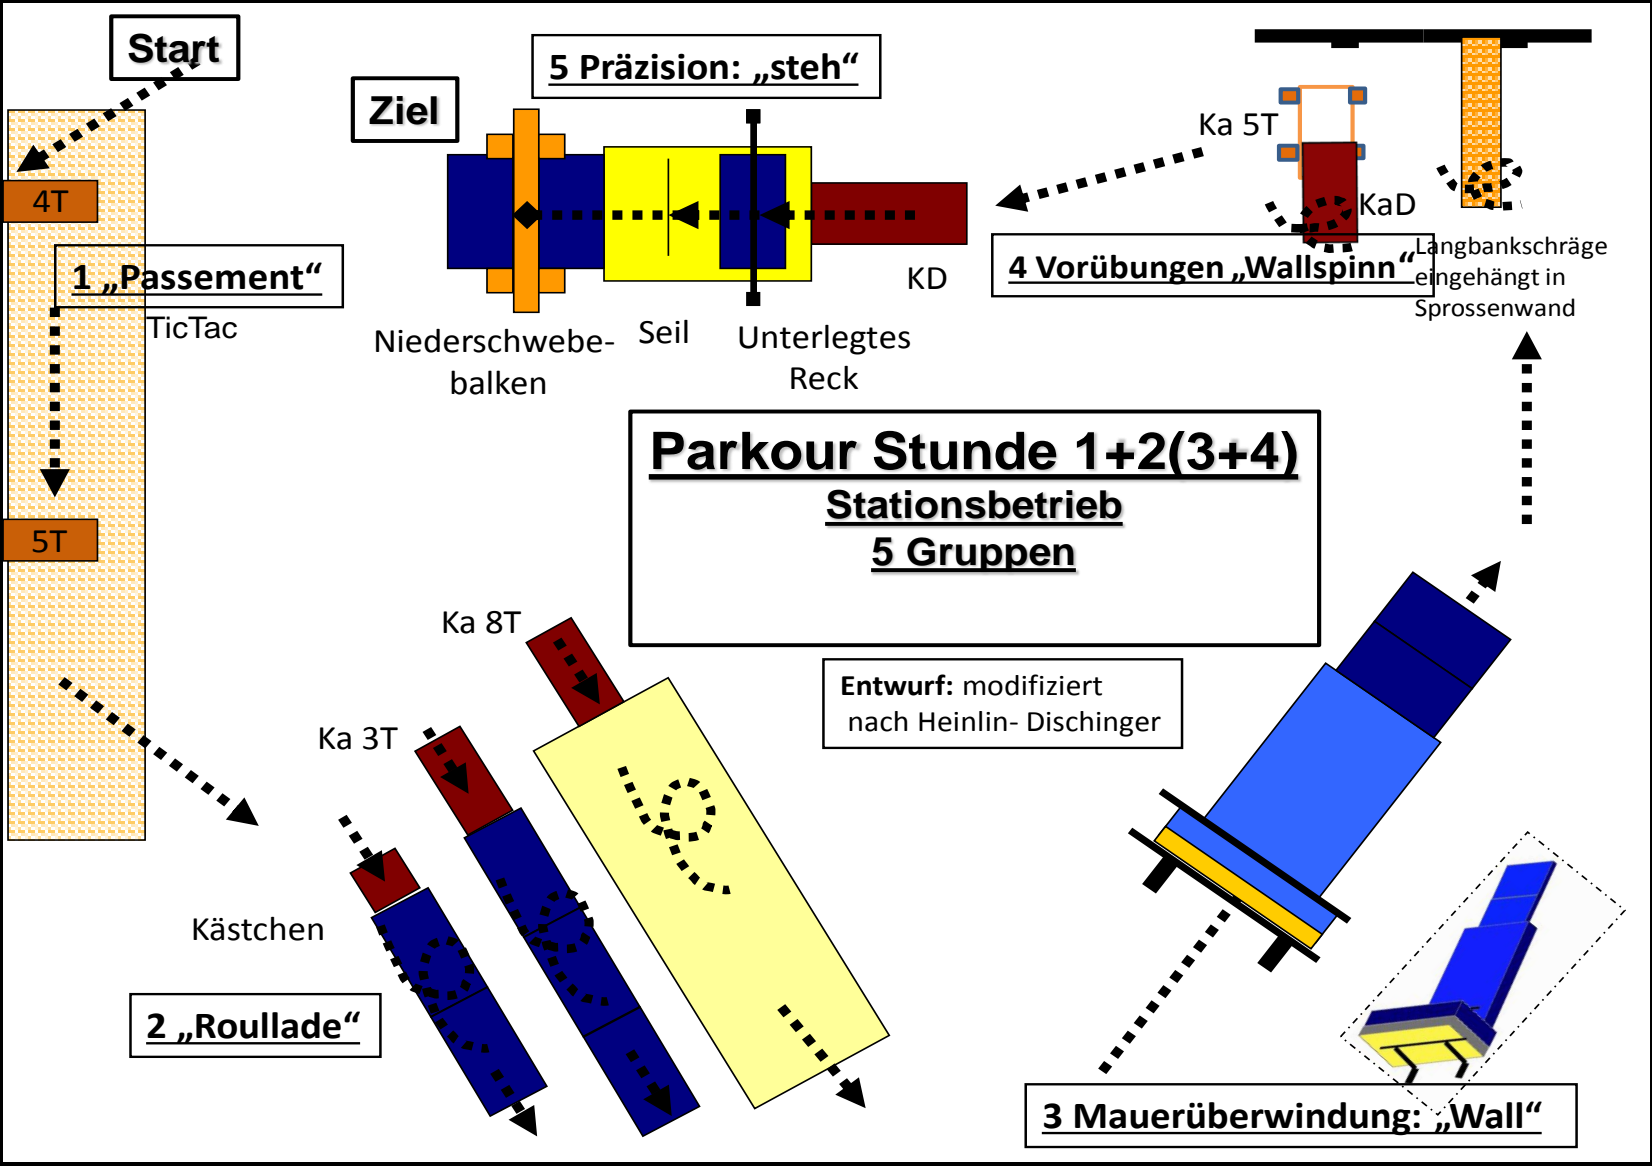 Start
5 Präzision: „steh“
Ziel
Ka 5T
4T
KaD
1 „Passement“
TicTac
KD
4 Vorübungen „Wallspinn“
Langbankschräge
eingehängt in
Sprossenwand
Niederschwebe-
balken
Seil
Unterlegtes
Reck
5T
Parkour Stunde 1+2(3+4)
Stationsbetrieb
5 Gruppen
Ka 8T
Entwurf: modifiziert
nach Heinlin- Dischinger
Ka 3T
Kästchen
2 „Roullade“
3 Mauerüberwindung: „Wall“